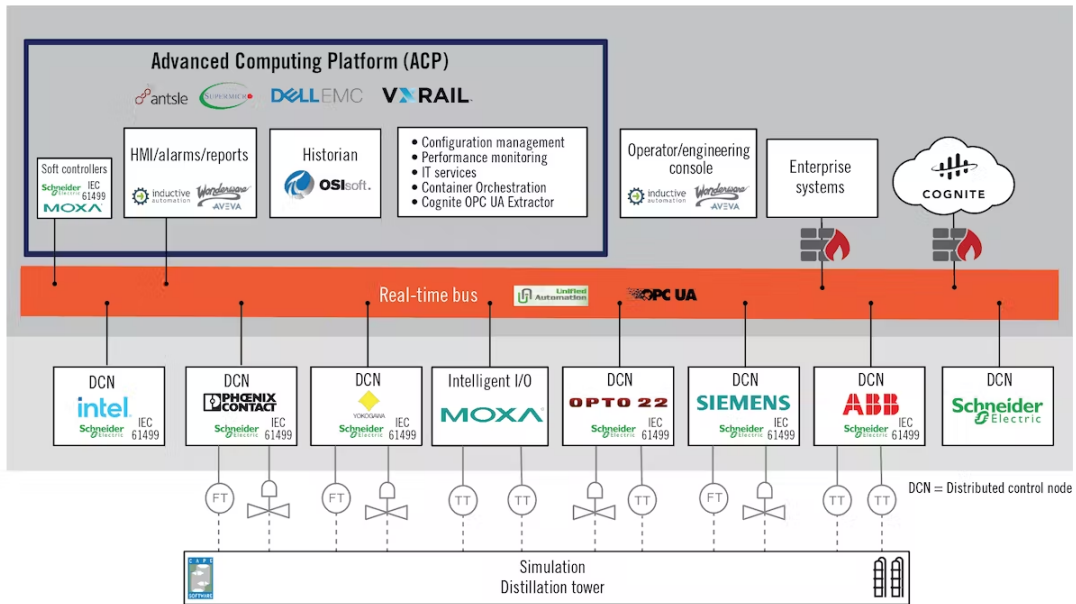 Advanced Computing Platform (ACP)
antsle
SUPERMICRO
DELLEMC
VXRAIL
Soft controllers
Schneider Electric
IEC 61499
MOXA
HMI/alarms/reports
inductive automation
Wonderware
AVEVA
Historian
OSIsoft.
• Configuration management
• Performance monitoring
• IT services
• Container Orchestration
• Cognite OPC UA Extractor
Operator/engineering
console
inductive automation
Wonderware
AVEVA
Enterprise
systems
COGNITE
Real-time bus
Unified Automation
OPC UA
DCN
intel
Schneider Electric
IEC 61499
DCN
PHŒNIX CONTACT
Schneider Electric
IEC 61499
DCN
YOKOGAWA
Schneider Electric
IEC 61499
Intelligent I/O
MOXA
DCN
OPTO 22
Schneider Electric
IEC 61499
DCN
SIEMENS
Schneider Electric
IEC 61499
DCN
ABB
Schneider Electric
IEC 61499
DCN
Schneider Electric
FT
FT
TT
TT
TT
FT
TT
TT
DCN = Distributed control node
CAPE SOFTWARE
Simulation
Distillation tower